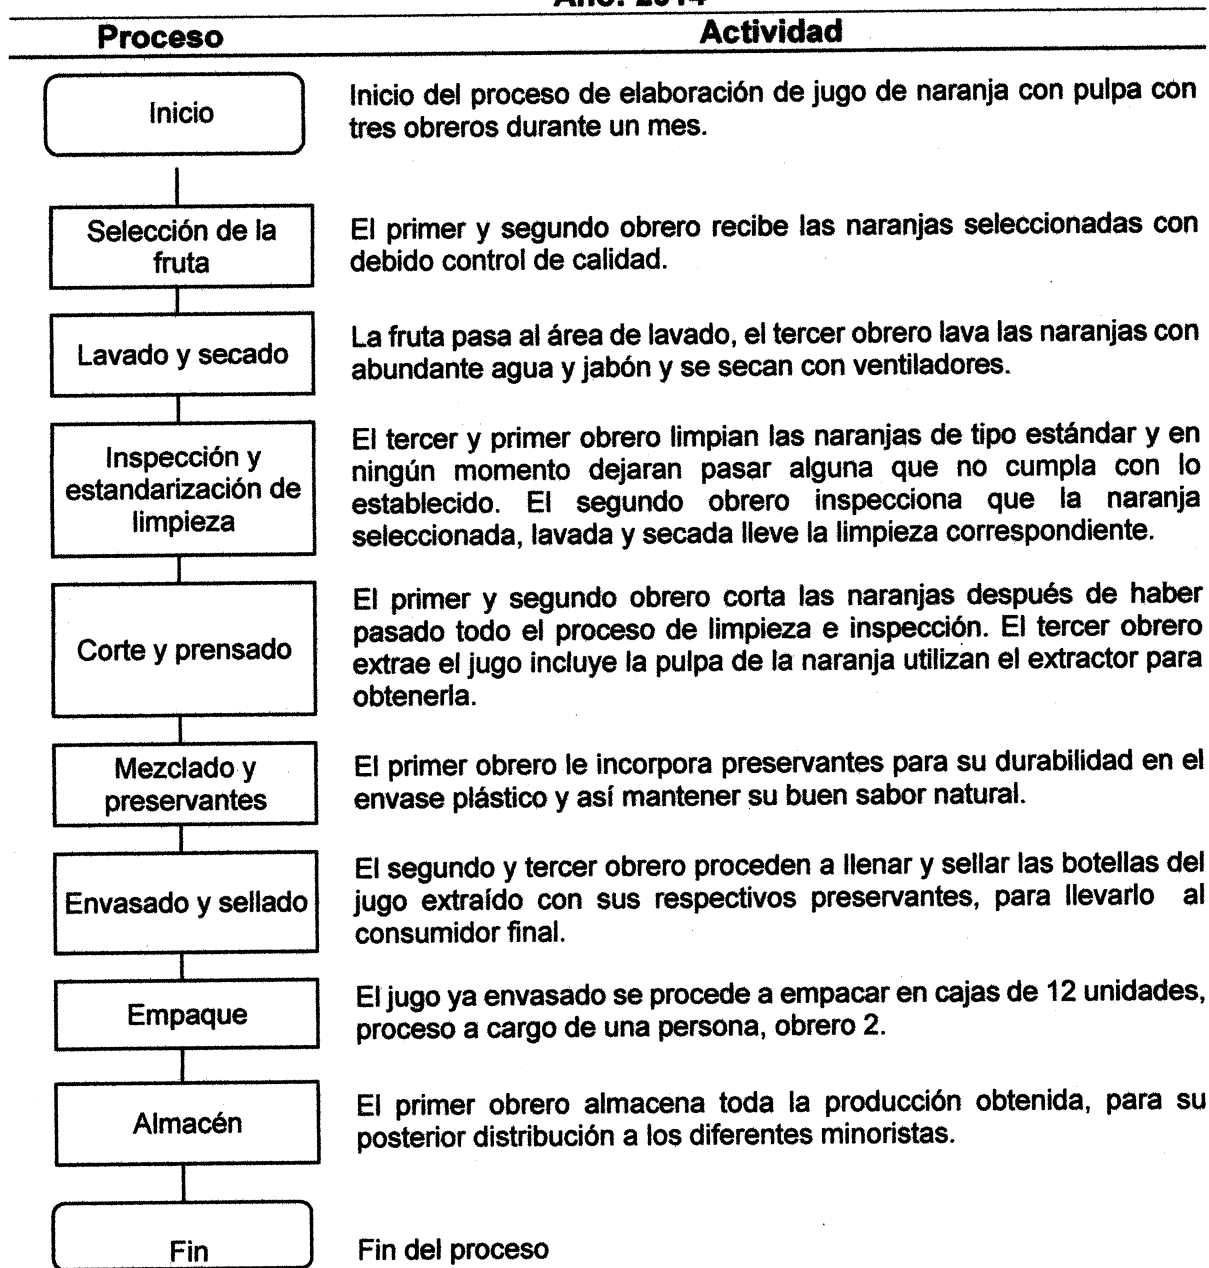 Proceso Actividad
Inicio
Inicio del proceso de elaboración de jugo de naranja con pulpa con
tres obreros durante un mes.
Selección de la
fruta
El primer y segundo obrero recibe las naranjas seleccionadas con
debido control de calidad.
Lavado y secado
La fruta pasa al área de lavado, el tercer obrero lava las naranjas con
abundante agua y jabón y se secan con ventiladores.
Inspección y
estandarización de
limpieza
El tercer y primer obrero limpian las naranjas de tipo estándar y en
ningún momento dejaran pasar alguna que no cumpla con lo
establecido. El segundo obrero inspecciona que la naranja
seleccionada, lavada y secada lleve la limpieza correspondiente.
Corte y prensado
El primer y segundo obrero corta las naranjas después de haber
pasado todo el proceso de limpieza e inspección. El tercer obrero
extrae el jugo incluye la pulpa de la naranja utilizan el extractor para
obtenerla.
Mezclado y
preservantes
El primer obrero le incorpora preservantes para su durabilidad en el
envase plástico y así mantener su buen sabor natural.
Envasado y sellado
El segundo y tercer obrero proceden a llenar y sellar las botellas del
jugo extraído con sus respectivos preservantes, para llevarlo al
consumidor final.
Empaque
El jugo ya envasado se procede a empacar en cajas de 12 unidades,
proceso a cargo de una persona, obrero 2.
Almacén
El primer obrero almacena toda la producción obtenida, para su
posterior distribución a los diferentes minoristas.
Fin
Fin del proceso